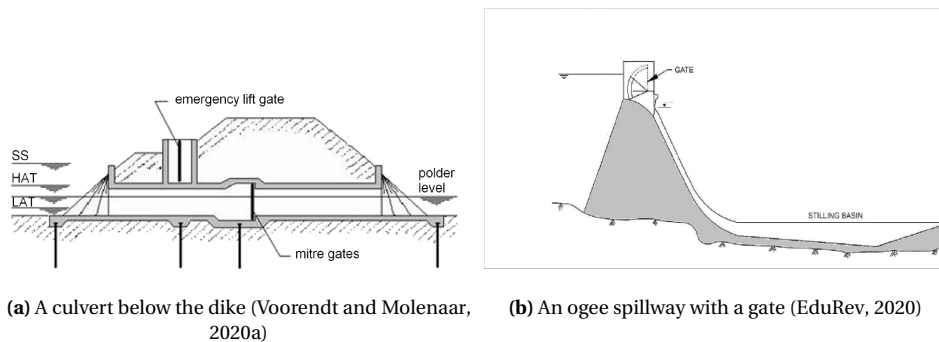 emergency lift gate
SS
HAT
LAT
polder
level
mitre gates
GATE
STILLING BASIN
(a) A culvert below the dike (Voorendt and Molenaar,
2020a)
(b) An ogee spillway with a gate (EduRev, 2020)